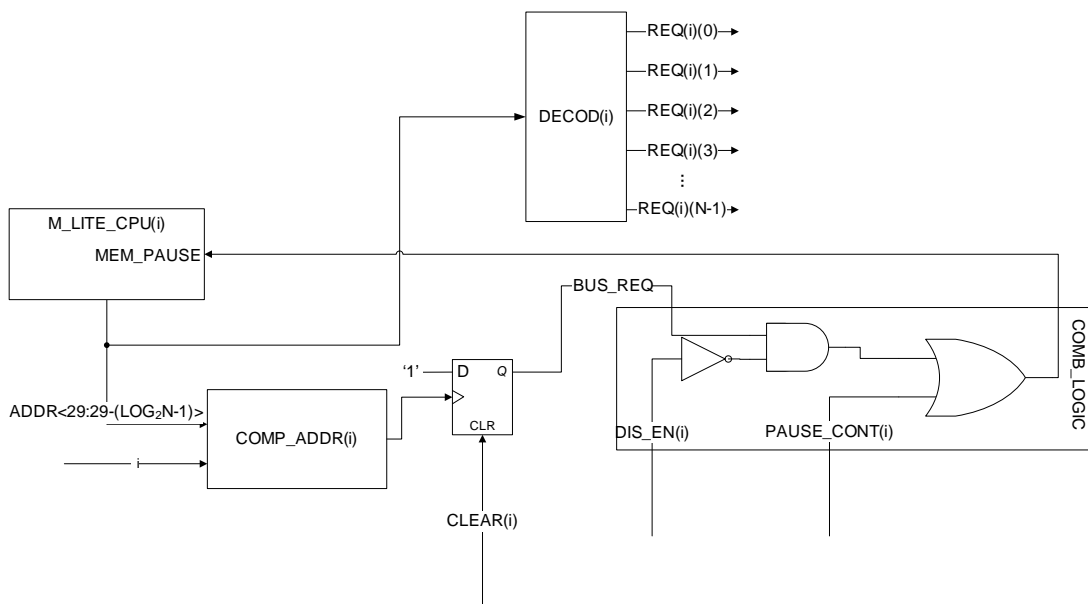 REQ(i)(0)
REQ(i)(1)
DECOD(i)
REQ(i)(2)
REQ(i)(3)
...
REQ(i)(N-1)
M_LITE_CPU(i)
MEM_PAUSE
BUS_REQ
COMB_LOGIC
'1'
D
Q
CLR
ADDR<29:29-(LOG₂N-1)>
COMP_ADDR(i)
i
DIS_EN(i)
PAUSE_CONT(i)
CLEAR(i)